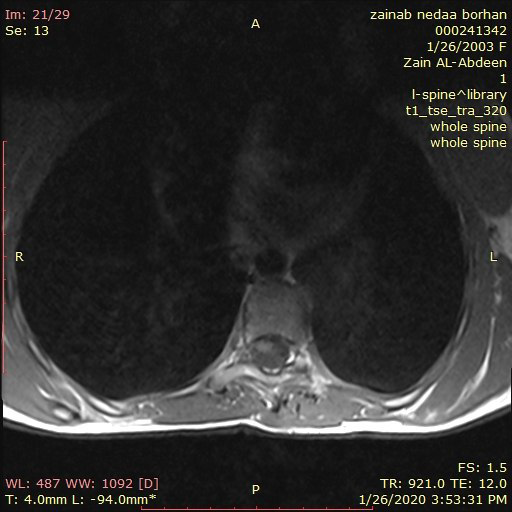 Im: 21/29
Se: 13
A
zainab nedaa borhan
000241342
1/26/2003 F
Zain AL-Abdeen
1
l-spine^library
t1_tse_tra_320
whole spine
whole spine
R
L
WL: 487 WW: 1092 [D]
T: 4.0mm L: -94.0mm*
P
FS: 1.5
TR: 921.0 TE: 12.0
1/26/2020 3:53:31 PM